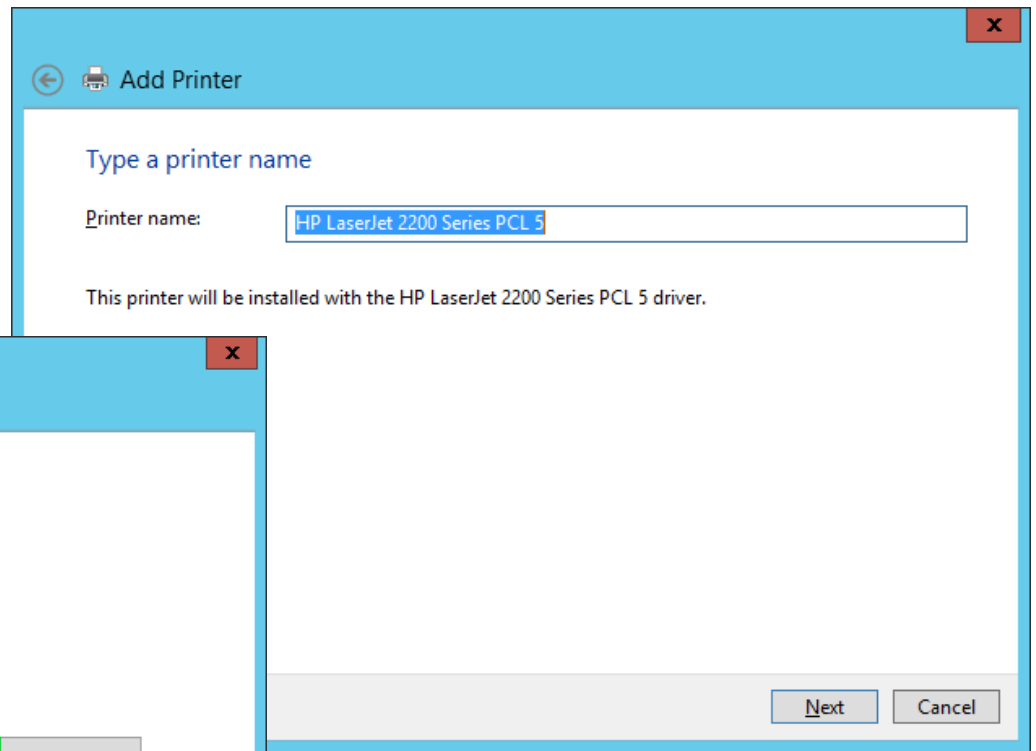 x
Add Printer
Type a printer name
Printer name: HP LaserJet 2200 Series PCL 5
This printer will be installed with the HP LaserJet 2200 Series PCL 5 driver.
x
Next Cancel